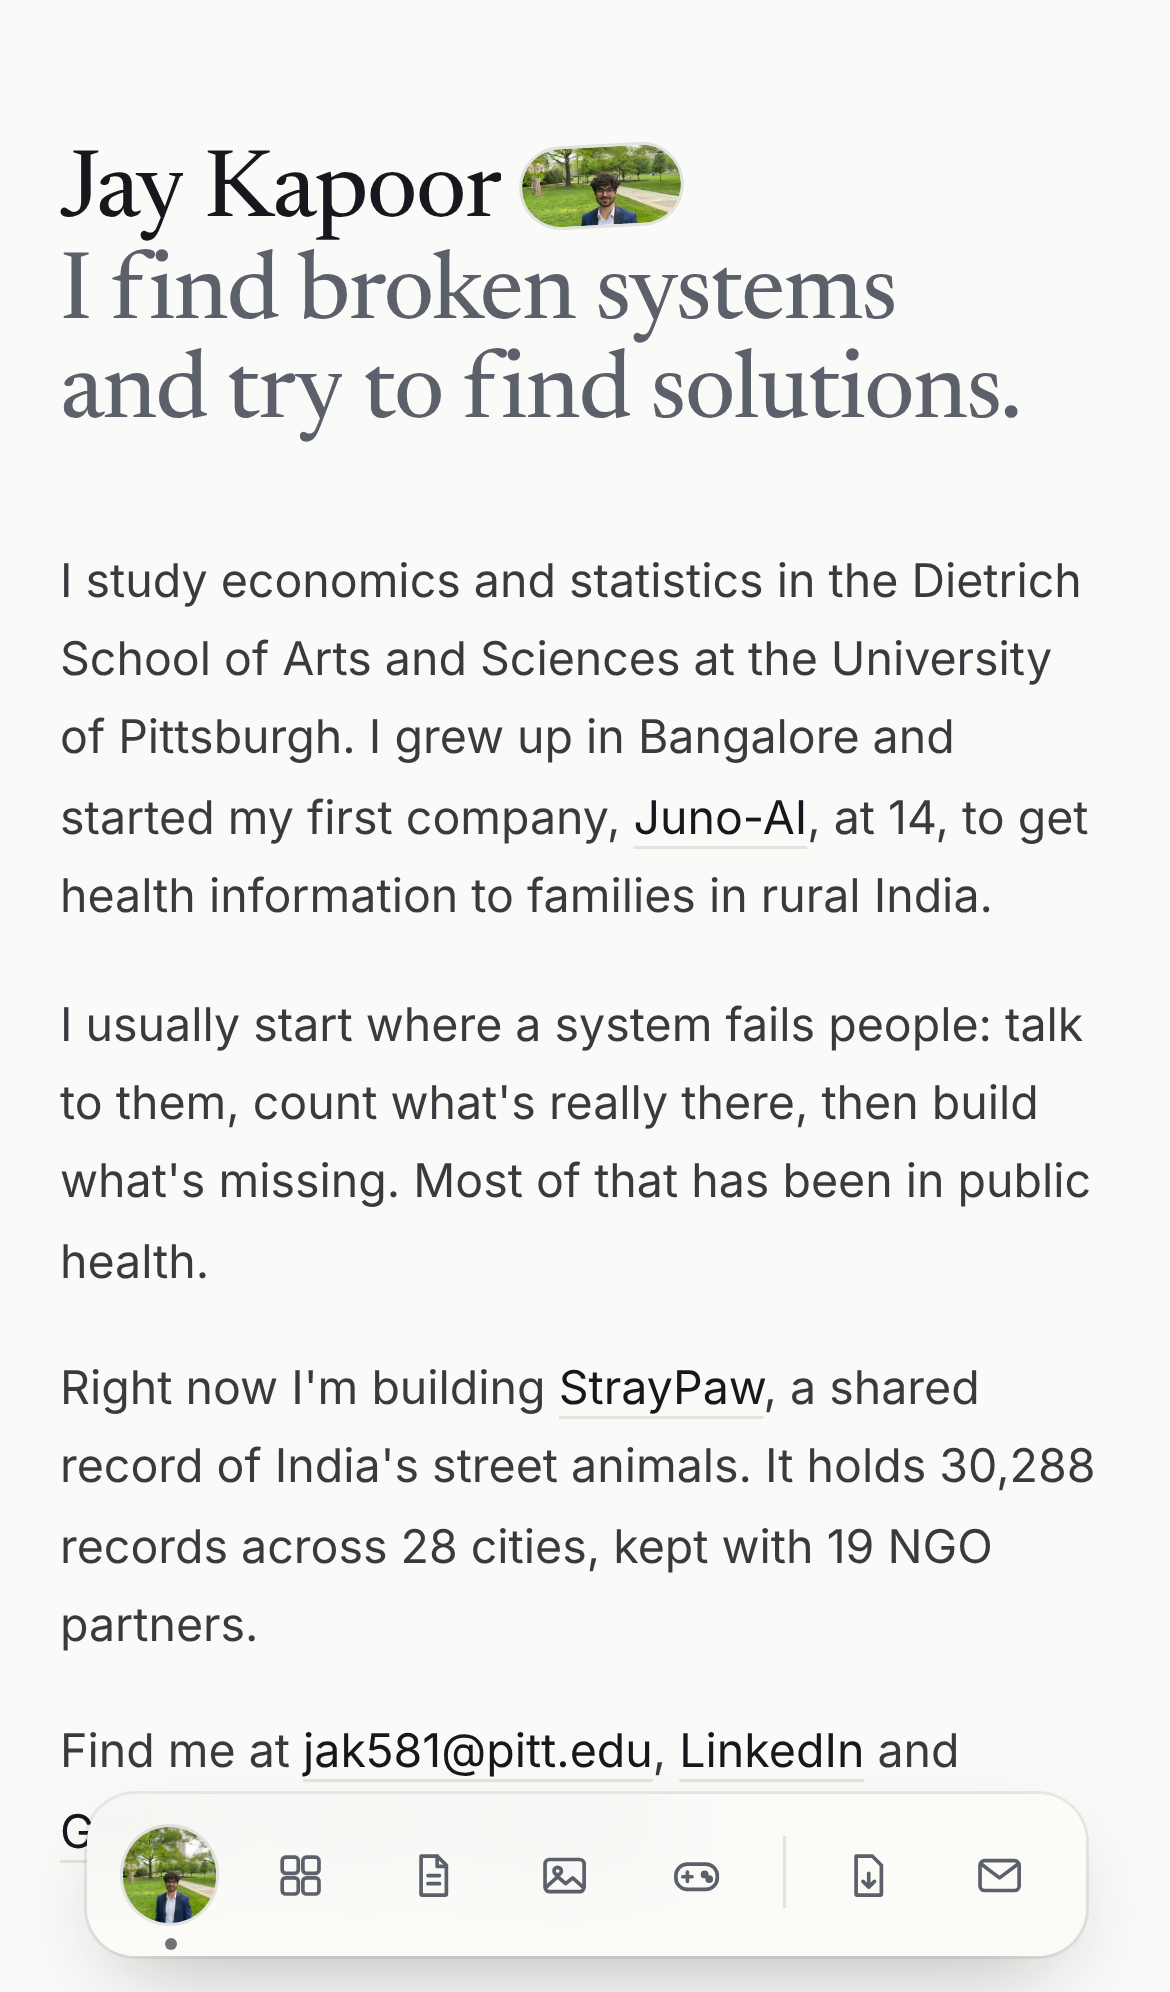 Jay Kapoor
I find broken systems
and try to find solutions.
I study economics and statistics in the Dietrich
School of Arts and Sciences at the University
of Pittsburgh. I grew up in Bangalore and
started my first company, Juno-AI, at 14, to get
health information to families in rural India.
I usually start where a system fails people: talk
to them, count what's really there, then build
what's missing. Most of that has been in public
health.
Right now I'm building StrayPaw, a shared
record of India's street animals. It holds 30,288
records across 28 cities, kept with 19 NGO
partners.
Find me at jak581@pitt.edu, LinkedIn and